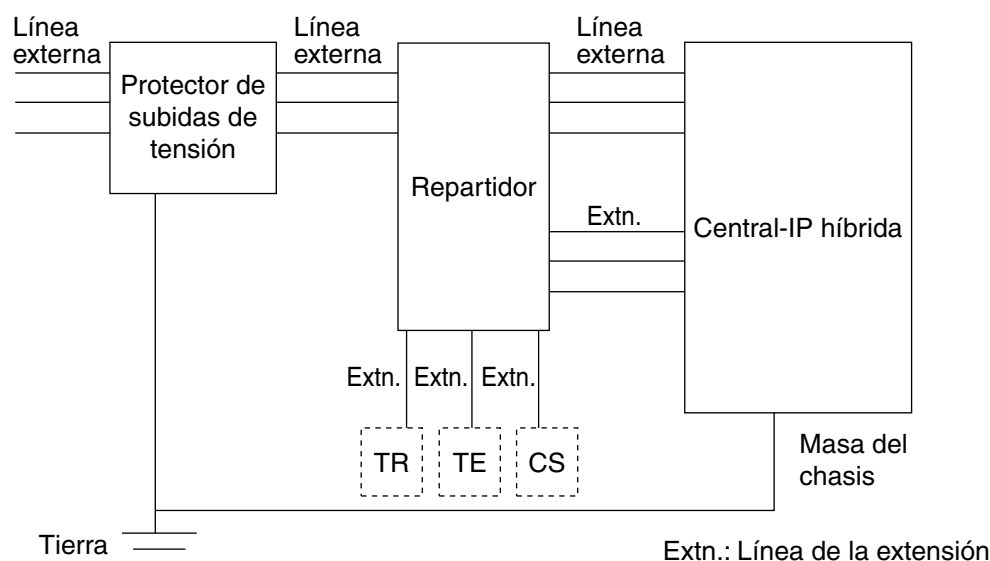 Línea
externa
Línea
externa
Línea
externa
Protector de
subidas de
tensión
Repartidor
Extn.
Central-IP híbrida
Extn.
Extn.
Extn.
TR
TE
CS
Masa del
chasis
Tierra
Extn.: Línea de la extensión